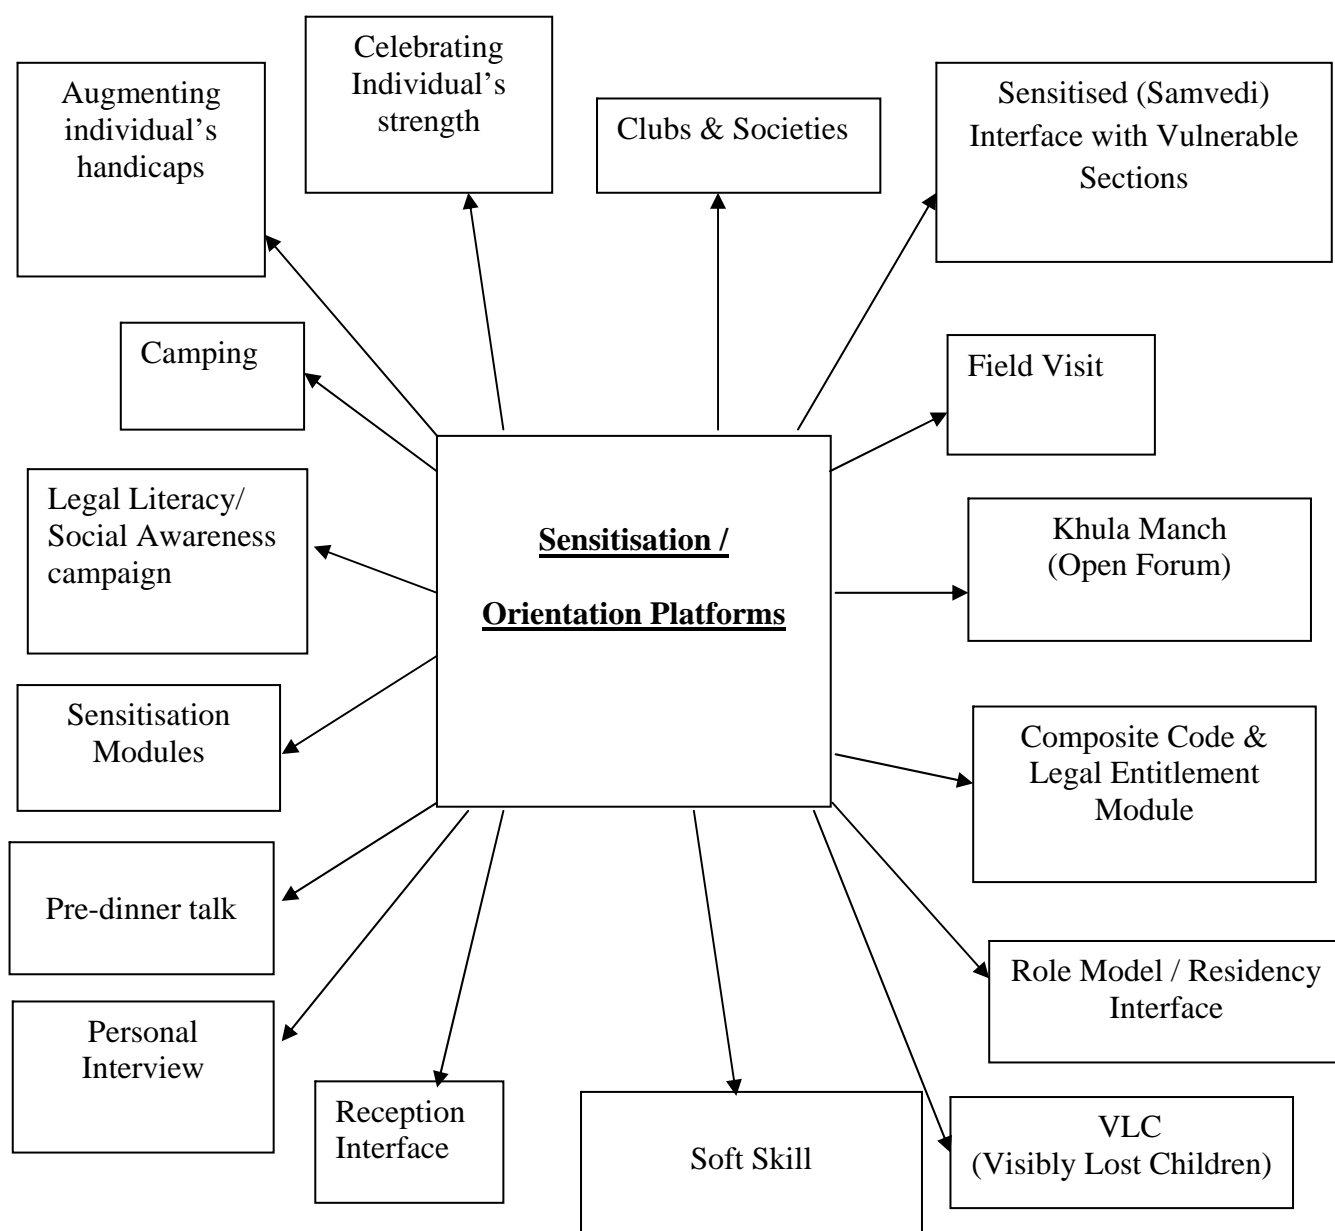 Celebrating
Individual’s
strength
Augmenting
individual’s
handicaps
Clubs & Societies
Sensitised (Samvedi)
Interface with Vulnerable
Sections
Camping
Field Visit
Legal Literacy/
Social Awareness
campaign
Sensitisation /
Orientation Platforms
Khula Manch
(Open Forum)
Sensitisation
Modules
Composite Code &
Legal Entitlement
Module
Pre-dinner talk
Role Model / Residency
Interface
Personal
Interview
Reception
Interface
Soft Skill
VLC
(Visibly Lost Children)